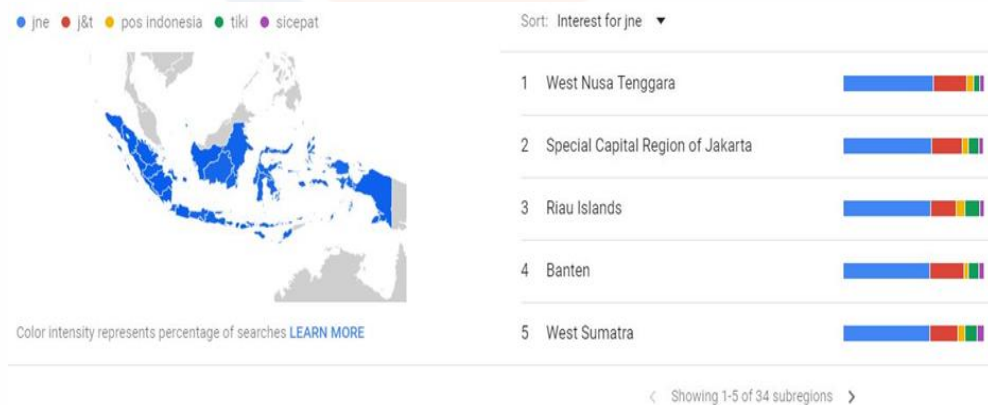 jne j&t pos indonesia tiki sicepat
Sort: Interest for jne
1 West Nusa Tenggara
2 Special Capital Region of Jakarta
3 Riau Islands
4 Banten
5 West Sumatra
Color intensity represents percentage of searches LEARN MORE
Showing 1-5 of 34 subregions